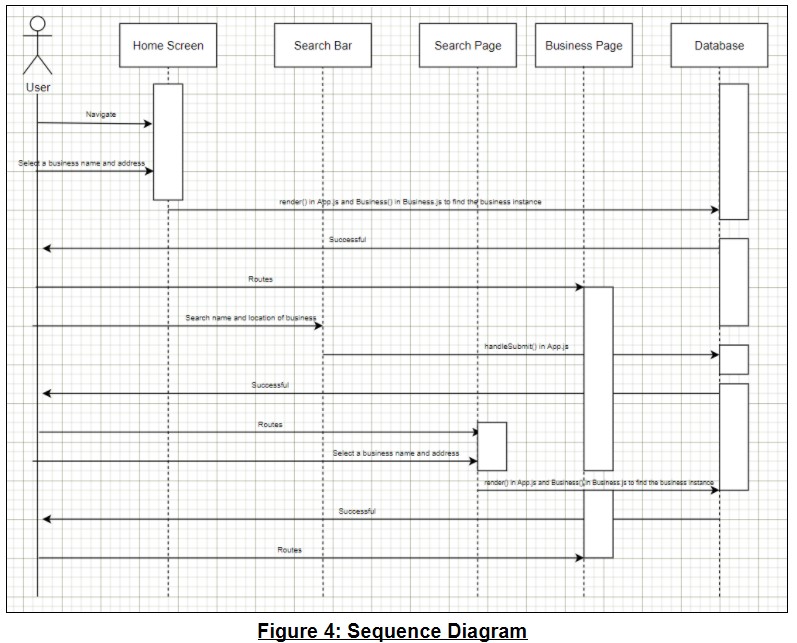 Home Screen
Search Bar
Search Page
Business Page
Database
User
Navigate
Select a business name and address
render() in App.js and Business() in Business.js to find the business instance
Successful
Routes
Search name and location of business
handleSubmit() in App.js
Successful
Routes
Select a business name and address
render() in App.js and Business() in Business.js to find the business instance
Successful
Routes
Figure 4: Sequence Diagram